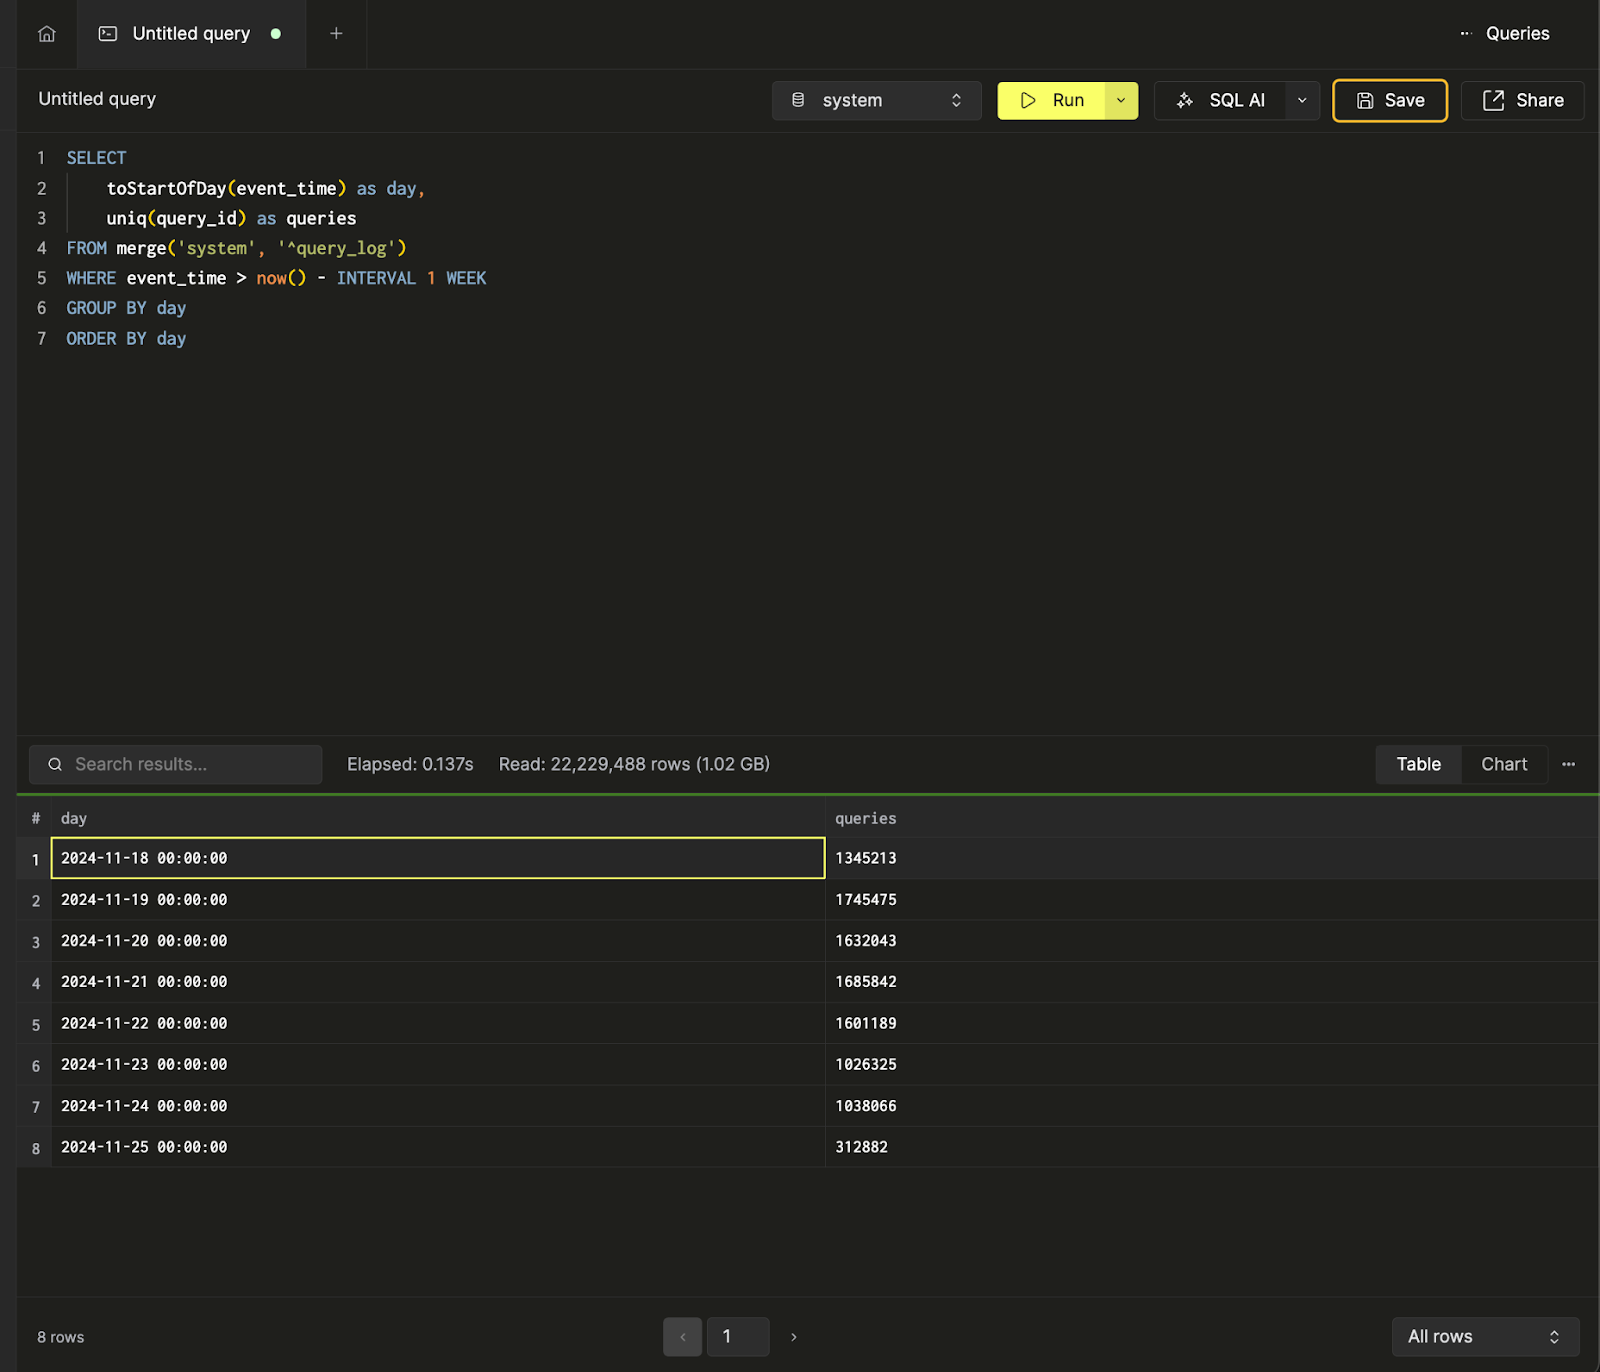 Untitled query
Queries
Untitled query
system
Run
SQL AI
Save
Share
1 SELECT
2 toStartOfDay(event_time) as day,
3 uniq(query_id) as queries
4 FROM merge('system', '^query_log')
5 WHERE event_time > now() - INTERVAL 1 WEEK
6 GROUP BY day
7 ORDER BY day
Search results...
Elapsed: 0.137s
Read: 22,229,488 rows (1.02 GB)
Table
Chart
# day queries
1 2024-11-18 00:00:00 1345213
2 2024-11-19 00:00:00 1745475
3 2024-11-20 00:00:00 1632043
4 2024-11-21 00:00:00 1685842
5 2024-11-22 00:00:00 1601189
6 2024-11-23 00:00:00 1026325
7 2024-11-24 00:00:00 1038066
8 2024-11-25 00:00:00 312882
8 rows
1
All rows